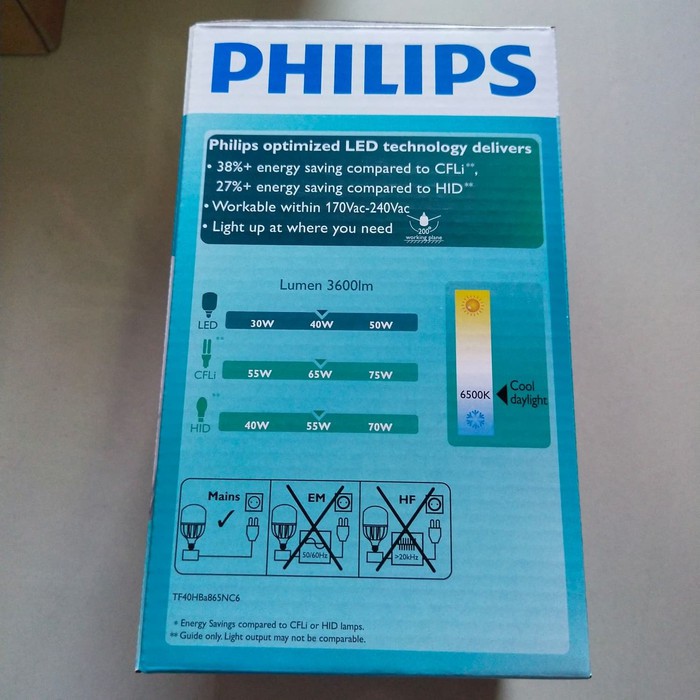 PHILIPS
Philips optimized LED technology delivers
• 38%+ energy saving compared to CFLi**,
27%+ energy saving compared to HID**
• Workable within 170Vac-240Vac
• Light up at where you need
200°
working plane
Lumen 3600lm
LED 30W 40W 50W
**
CFLi 55W 65W 75W
**
HID 40W 55W 70W
6500K Cool
daylight
Mains EM HF
50/60Hz >20kHz
TF40HBa865NC6
* Energy Savings compared to CFLi or HID lamps.
** Guide only. Light output may not be comparable.